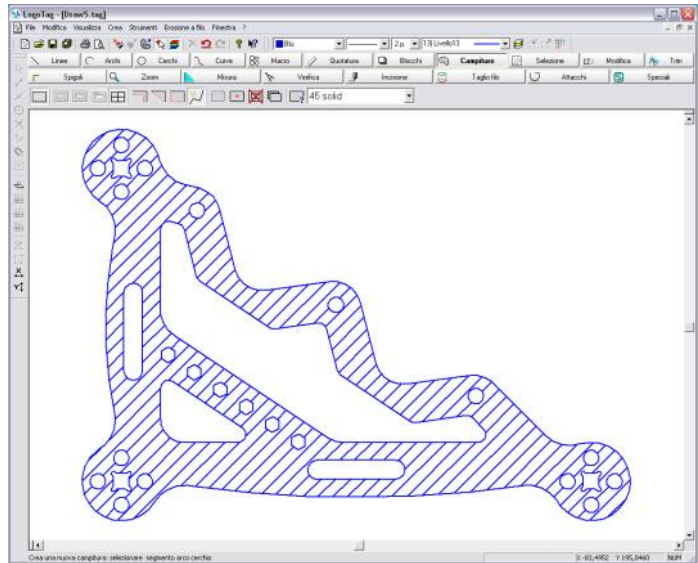 LogoTag - [Draw5.tag]
File Modifica Visualizza Crea Strumenti Erosione a filo Finestra ?
Blu 2 p. 13) Livello13
Linee Archi Cerchi Curve Macro Quotature Blocchi Campiture Selezione Modifica Trim
Spigoli Zoom Misura Verifica Incisione Taglio filo Attacchi Speciali
45 solid
Crea una nuova campitura: selezionare segmento arco cerchio X -83,4952 Y 195,8460 NUM